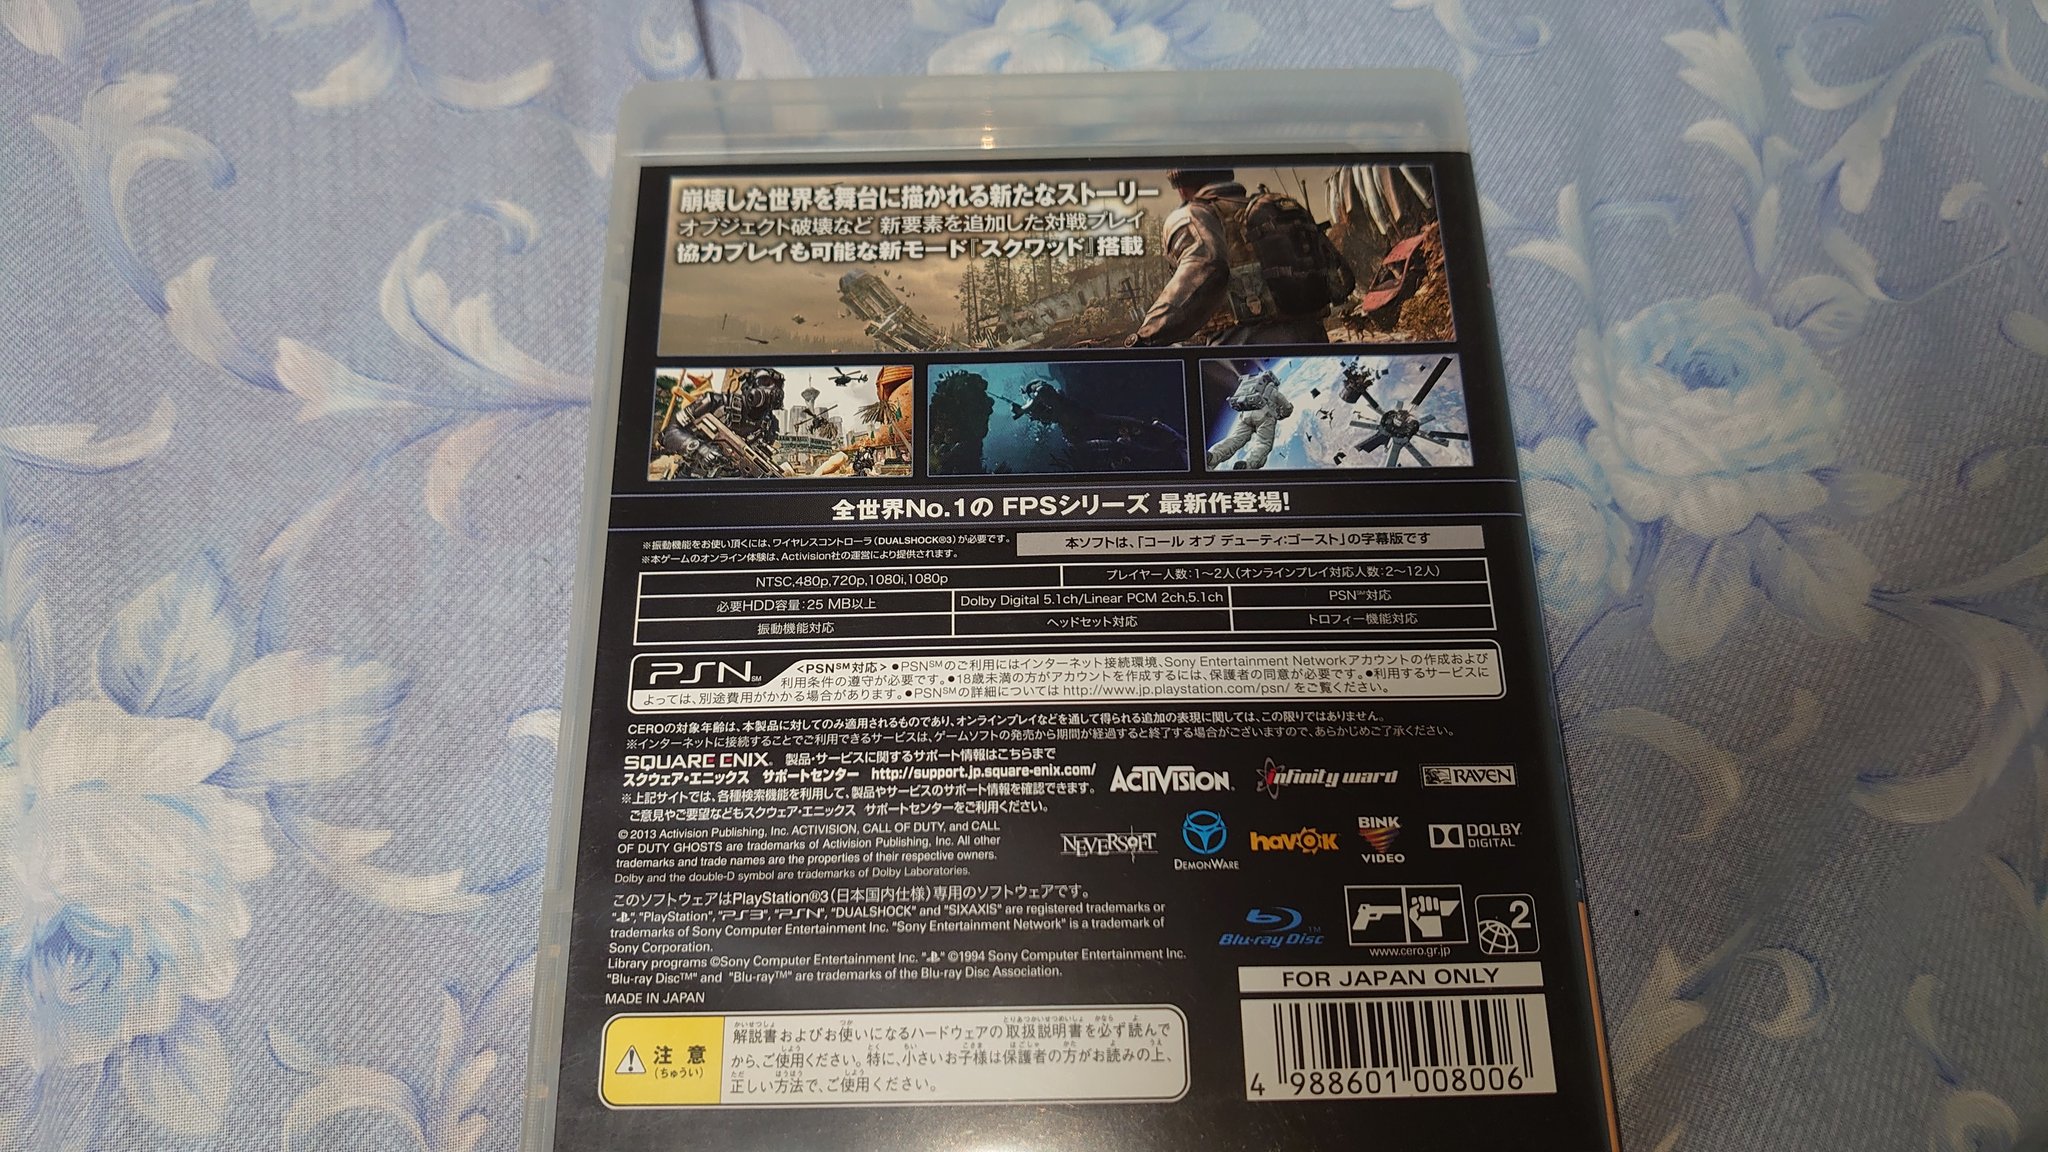 崩壊した世界を舞台に描かれる新たなストーリー
オブジェクト破壊など 新要素を追加した対戦プレイ
協力プレイも可能な新モード『スクワッド』搭載
全世界No.1の FPSシリーズ 最新作登場!
※振動機能をお使い頂くには、ワイヤレスコントローラ(DUALSHOCK®3)が必要です。
※本ゲームのオンライン体験は、Activision社の運営により提供されます。
本ソフトは、「コール オブ デューティ:ゴースト」の字幕版です
NTSC,480p,720p,1080i,1080p
プレイヤー人数:1～2人(オンラインプレイ対応人数:2～12人)
必要HDD容量:25 MB以上
Dolby Digital 5.1ch/Linear PCM 2ch,5.1ch
PSN℠対応
振動機能対応
ヘッドセット対応
トロフィー機能対応
PSN℠
<PSN℠対応> ●PSN℠のご利用にはインターネット接続環境、Sony Entertainment Networkアカウントの作成および
利用条件の遵守が必要です。●18歳未満の方がアカウントを作成するには、保護者の同意が必要です。●利用するサービスに
よっては、別途費用がかかる場合があります。●PSN℠の詳細については http://www.jp.playstation.com/psn/ をご覧ください。
CEROの対象年齢は、本製品に対してのみ適用されるものであり、オンラインプレイなどを通して得られる追加の表現に関しては、この限りではありません。
※インターネットに接続することでご利用できるサービスは、ゲームソフトの発売から期間が経過すると終了する場合がございますので、あらかじめご了承ください。
SQUARE ENIX® 製品・サービスに関するサポート情報はこちらまで
スクウェア・エニックス サポートセンター http://support.jp.square-enix.com/
※上記サイトでは、各種検索機能を利用して、製品やサービスのサポート情報を確認できます。
ご意見やご要望などもスクウェア・エニックス サポートセンターをご利用ください。
ACTIVISION®
infinity ward
RAVEN
© 2013 Activision Publishing, Inc. ACTIVISION, CALL OF DUTY, and CALL
OF DUTY GHOSTS are trademarks of Activision Publishing, Inc. All other
trademarks and trade names are the properties of their respective owners.
Dolby and the double-D symbol are trademarks of Dolby Laboratories.
NEVERSOFT
DEMONWARE
havok
BINK
VIDEO
DOLBY
DIGITAL
このソフトウェアはPlayStation®3(日本国内仕様)専用のソフトウェアです。
" ", "PlayStation", "PS3", "PSN", "DUALSHOCK" and "SIXAXIS" are registered trademarks or
trademarks of Sony Computer Entertainment Inc. "Sony Entertainment Network" is a trademark of
Sony Corporation.
Library programs ©Sony Computer Entertainment Inc. " " ©1994 Sony Computer Entertainment Inc.
"Blu-ray Disc™" and "Blu-ray™" are trademarks of the Blu-ray Disc Association.
MADE IN JAPAN
Blu-ray Disc™
www.cero.gr.jp
2
FOR JAPAN ONLY
4 988601 008006
注意
(ちゅうい)
解説書およびお使いになるハードウェアの取扱説明書を必ず読んで
から、ご使用ください。特に、小さいお子様は保護者の方がお読みの上、
正しい方法で、ご使用ください。